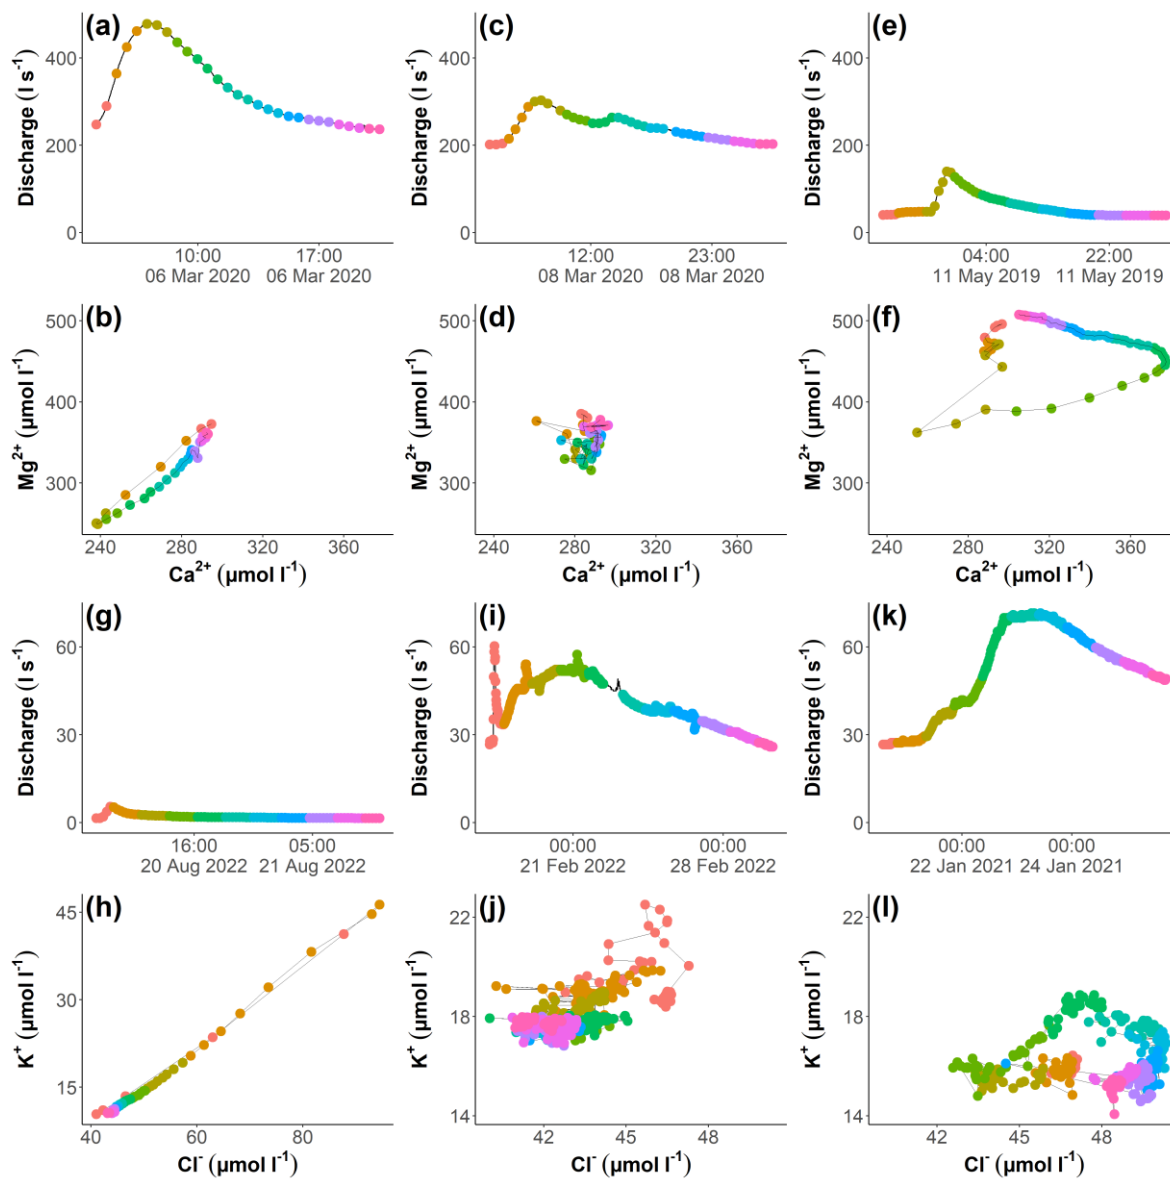 (a)
Discharge (l s⁻¹)
400
200
0
10:00 17:00
06 Mar 2020 06 Mar 2020
(c)
Discharge (l s⁻¹)
400
200
0
12:00 23:00
08 Mar 2020 08 Mar 2020
(e)
Discharge (l s⁻¹)
400
200
0
04:00 22:00
11 May 2019 11 May 2019
(b)
Mg²⁺ (µmol l⁻¹)
500
400
300
240 280 320 360
Ca²⁺ (µmol l⁻¹)
(d)
Mg²⁺ (µmol l⁻¹)
500
400
300
240 280 320 360
Ca²⁺ (µmol l⁻¹)
(f)
Mg²⁺ (µmol l⁻¹)
500
400
300
240 280 320 360
Ca²⁺ (µmol l⁻¹)
(g)
Discharge (l s⁻¹)
60
30
0
16:00 05:00
20 Aug 2022 21 Aug 2022
(i)
Discharge (l s⁻¹)
60
30
0
00:00 00:00
21 Feb 2022 28 Feb 2022
(k)
Discharge (l s⁻¹)
60
30
0
00:00 00:00
22 Jan 2021 24 Jan 2021
(h)
K⁺ (µmol l⁻¹)
45
30
15
40 60 80
Cl⁻ (µmol l⁻¹)
(j)
K⁺ (µmol l⁻¹)
22
18
14
42 45 48
Cl⁻ (µmol l⁻¹)
(l)
K⁺ (µmol l⁻¹)
22
18
14
42 45 48
Cl⁻ (µmol l⁻¹)